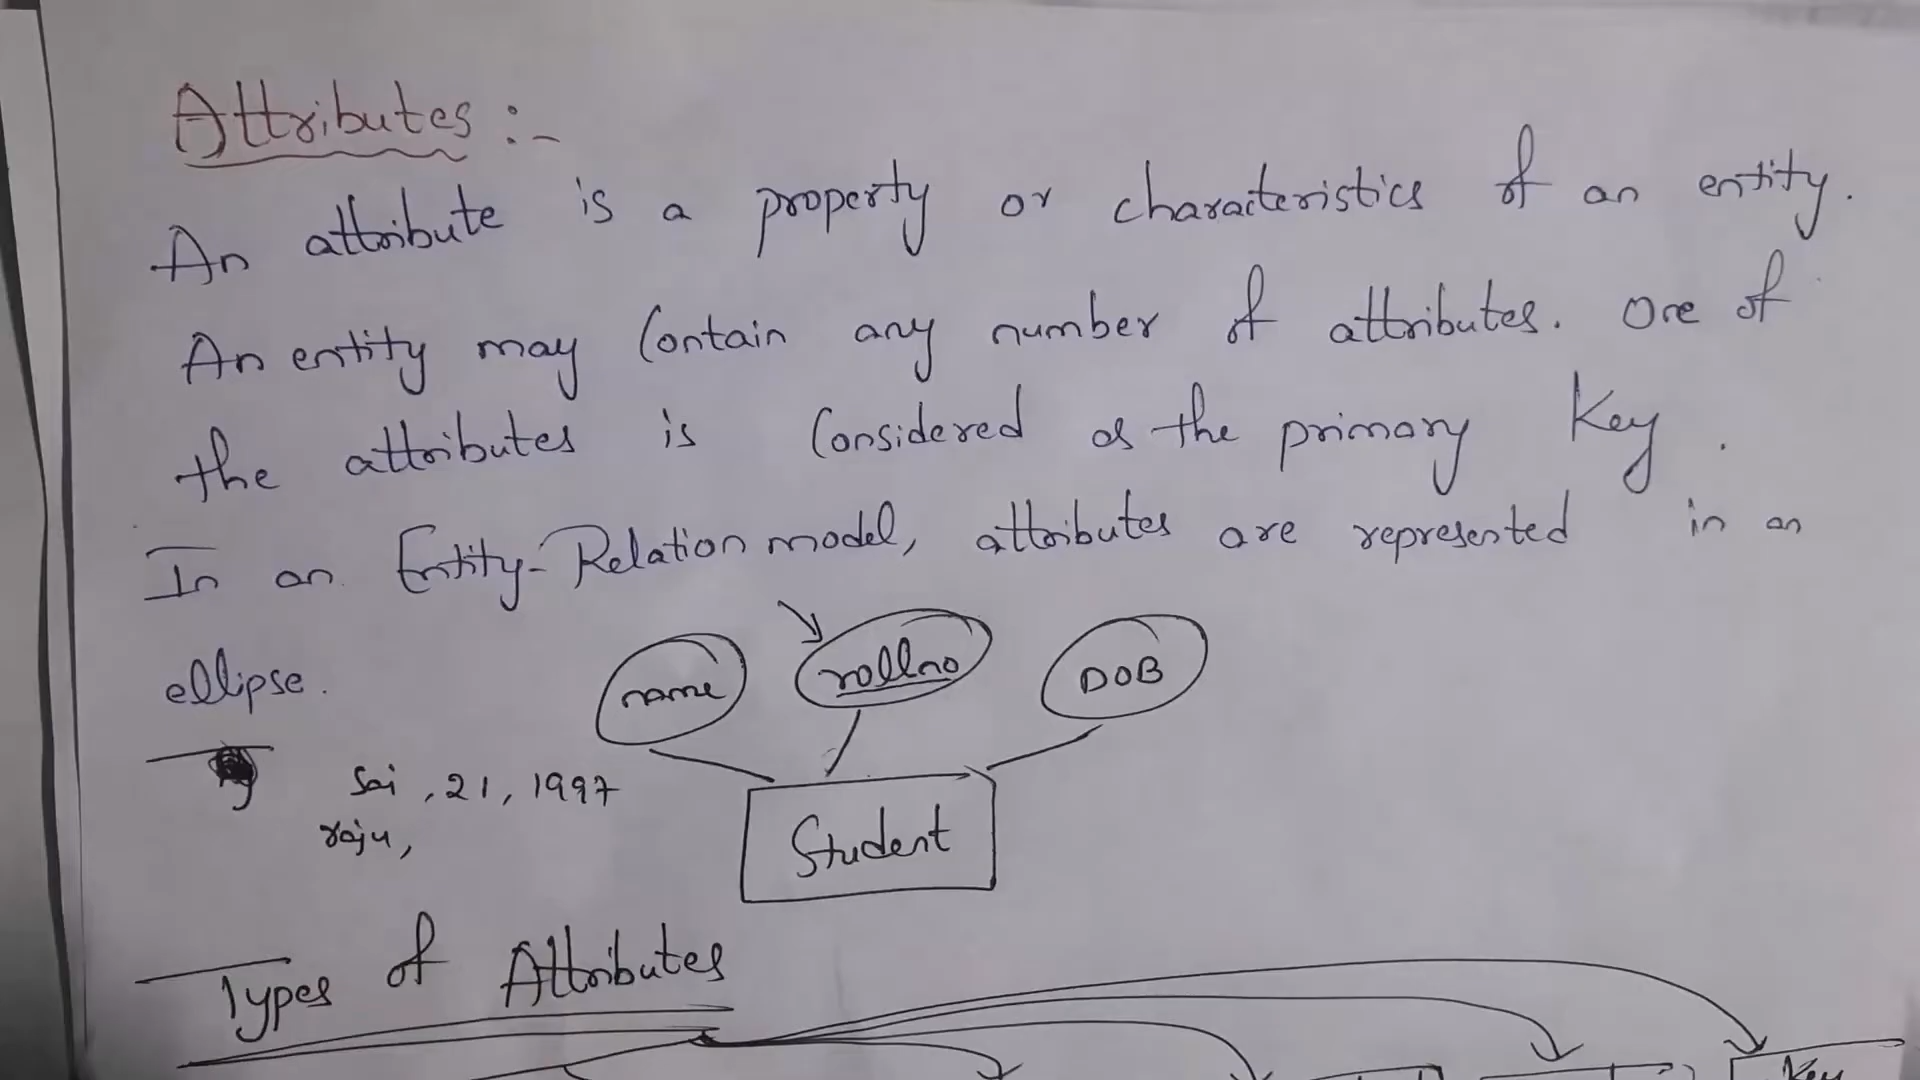 Attributes :-
An attribute is a property or characteristics of an entity.
An entity may Contain any number of attributes. One of
the attributes is Considered as the primary Key.
In an Entity-Relation model, attributes are represented in an
ellipse.
name rollno DOB
Sai, 21, 1997
raju,
Student
Types of Attributes
Key